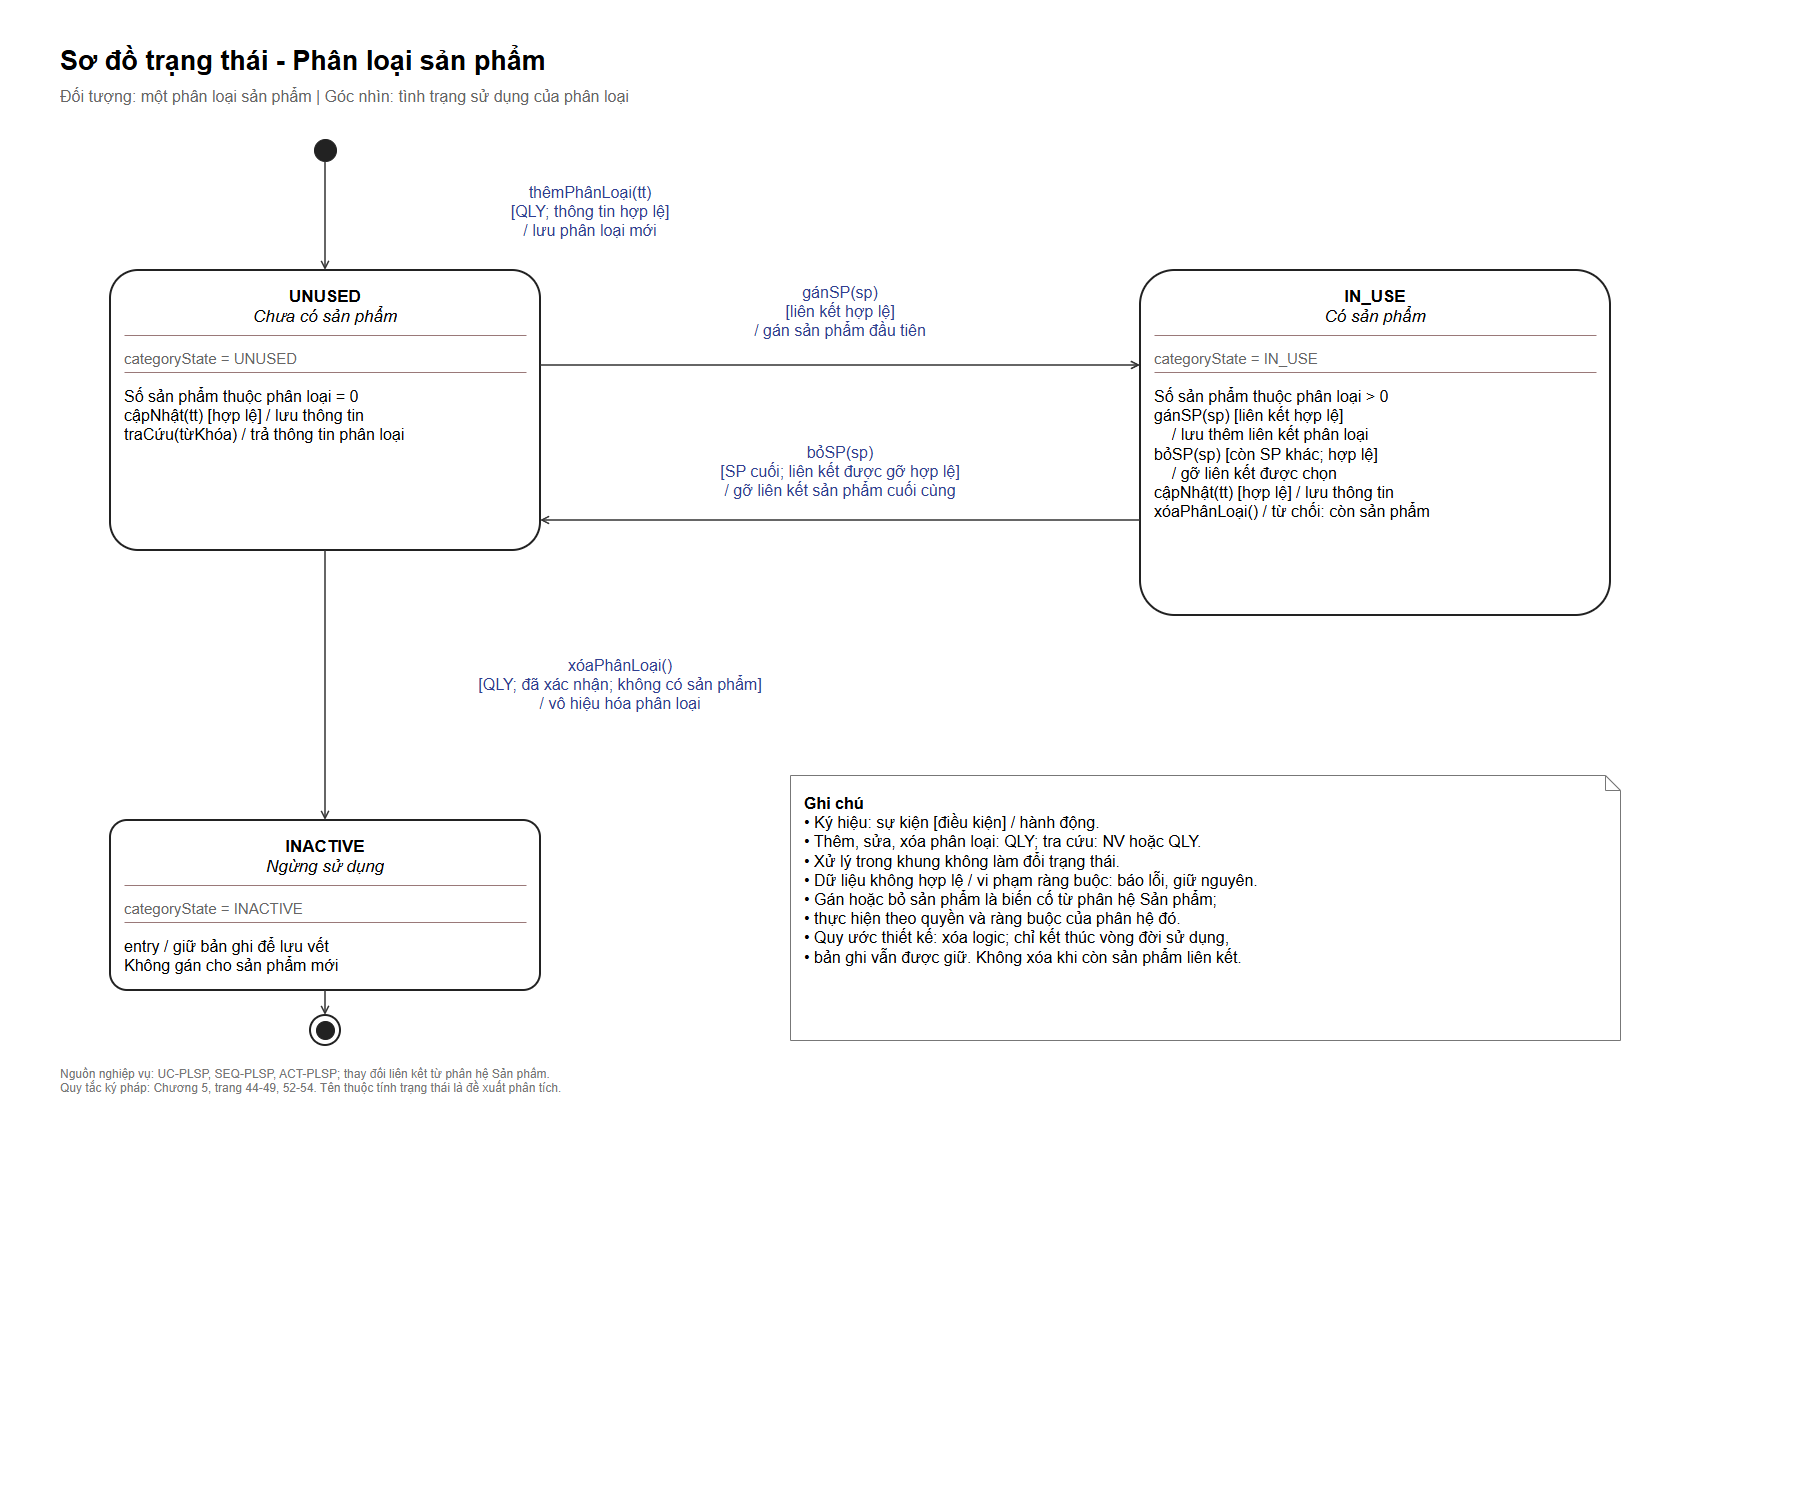 Sơ đồ trạng thái - Phân loại sản phẩm
Đối tượng: một phân loại sản phẩm | Góc nhìn: tình trạng sử dụng của phân loại
thêmPhânLoại(tt)
[QLY; thông tin hợp lệ]
/ lưu phân loại mới
UNUSED
Chưa có sản phẩm
categoryState = UNUSED
Số sản phẩm thuộc phân loại = 0
cậpNhật(tt) [hợp lệ] / lưu thông tin
traCứu(từKhóa) / trả thông tin phân loại
gánSP(sp)
[liên kết hợp lệ]
/ gán sản phẩm đầu tiên
bỏSP(sp)
[SP cuối; liên kết được gỡ hợp lệ]
/ gỡ liên kết sản phẩm cuối cùng
IN_USE
Có sản phẩm
categoryState = IN_USE
Số sản phẩm thuộc phân loại > 0
gánSP(sp) [liên kết hợp lệ]
/ lưu thêm liên kết phân loại
bỏSP(sp) [còn SP khác; hợp lệ]
/ gỡ liên kết được chọn
cậpNhật(tt) [hợp lệ] / lưu thông tin
xóaPhânLoại() / từ chối: còn sản phẩm
xóaPhânLoại()
[QLY; đã xác nhận; không có sản phẩm]
/ vô hiệu hóa phân loại
INACTIVE
Ngừng sử dụng
categoryState = INACTIVE
entry / giữ bản ghi để lưu vết
Không gán cho sản phẩm mới
Ghi chú
• Ký hiệu: sự kiện [điều kiện] / hành động.
• Thêm, sửa, xóa phân loại: QLY; tra cứu: NV hoặc QLY.
• Xử lý trong khung không làm đổi trạng thái.
• Dữ liệu không hợp lệ / vi phạm ràng buộc: báo lỗi, giữ nguyên.
• Gán hoặc bỏ sản phẩm là biến cố từ phân hệ Sản phẩm;
• thực hiện theo quyền và ràng buộc của phân hệ đó.
• Quy ước thiết kế: xóa logic; chỉ kết thúc vòng đời sử dụng,
• bản ghi vẫn được giữ. Không xóa khi còn sản phẩm liên kết.
Nguồn nghiệp vụ: UC-PLSP, SEQ-PLSP, ACT-PLSP; thay đổi liên kết từ phân hệ Sản phẩm.
Quy tắc ký pháp: Chương 5, trang 44-49, 52-54. Tên thuộc tính trạng thái là đề xuất phân tích.